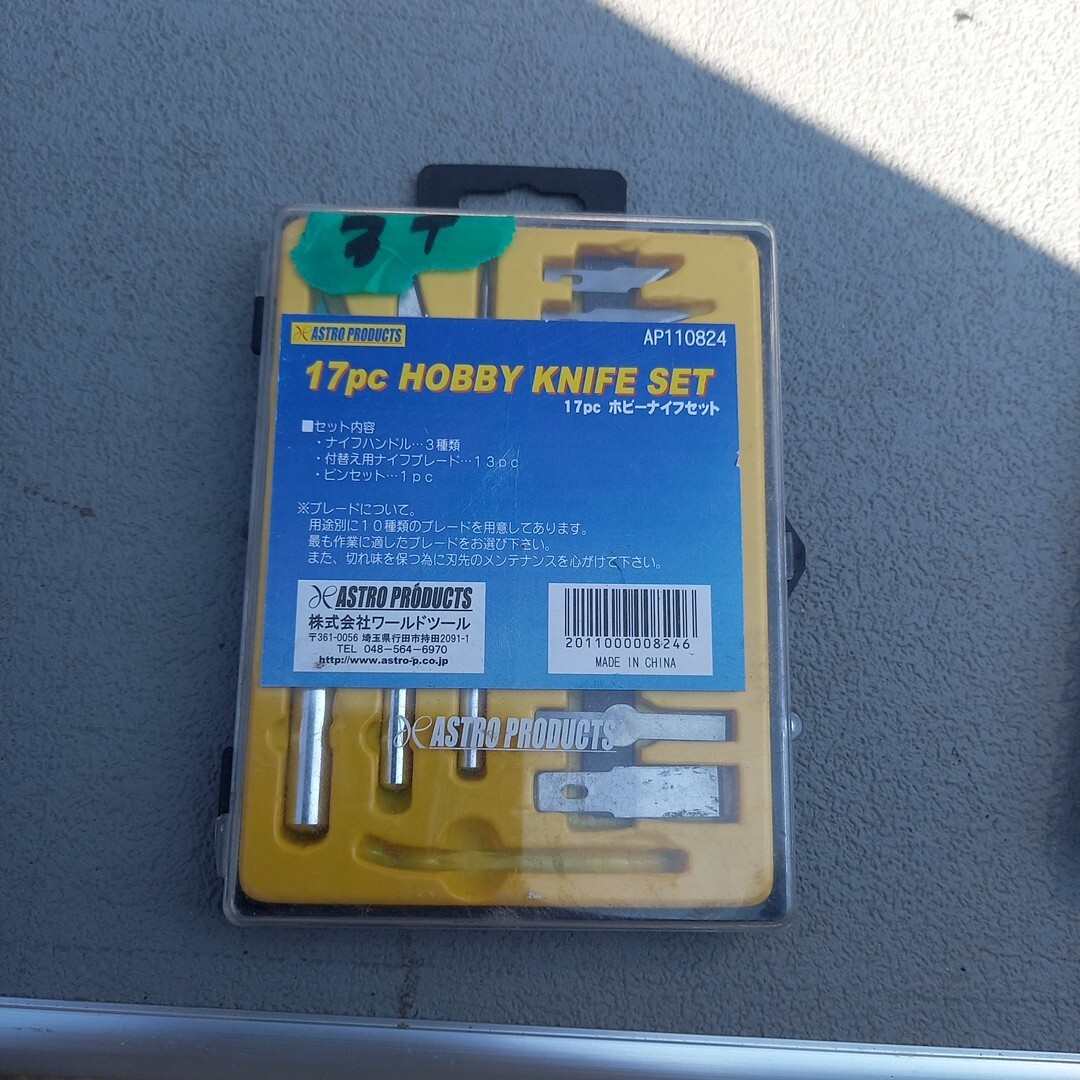 ASTRO PRODUCTS
AP110824
17pc HOBBY KNIFE SET
17pc ホビーナイフセット
■セット内容
・ナイフハンドル…3種類
・付替え用ナイフブレード…13pc
・ピンセット…1pc
※ブレードについて。
用途別に10種類のブレードを用意してあります。
最も作業に適したブレードをお選び下さい。
また、切れ味を保つ為に刃先のメンテナンスを心がけて下さい。
ASTRO PRODUCTS
株式会社ワールドツール
〒361-0056 埼玉県行田市持田2091-1
TEL 048-564-6970
http://www.astro-p.co.jp
2011000008246
MADE IN CHINA
ASTRO PRODUCTS